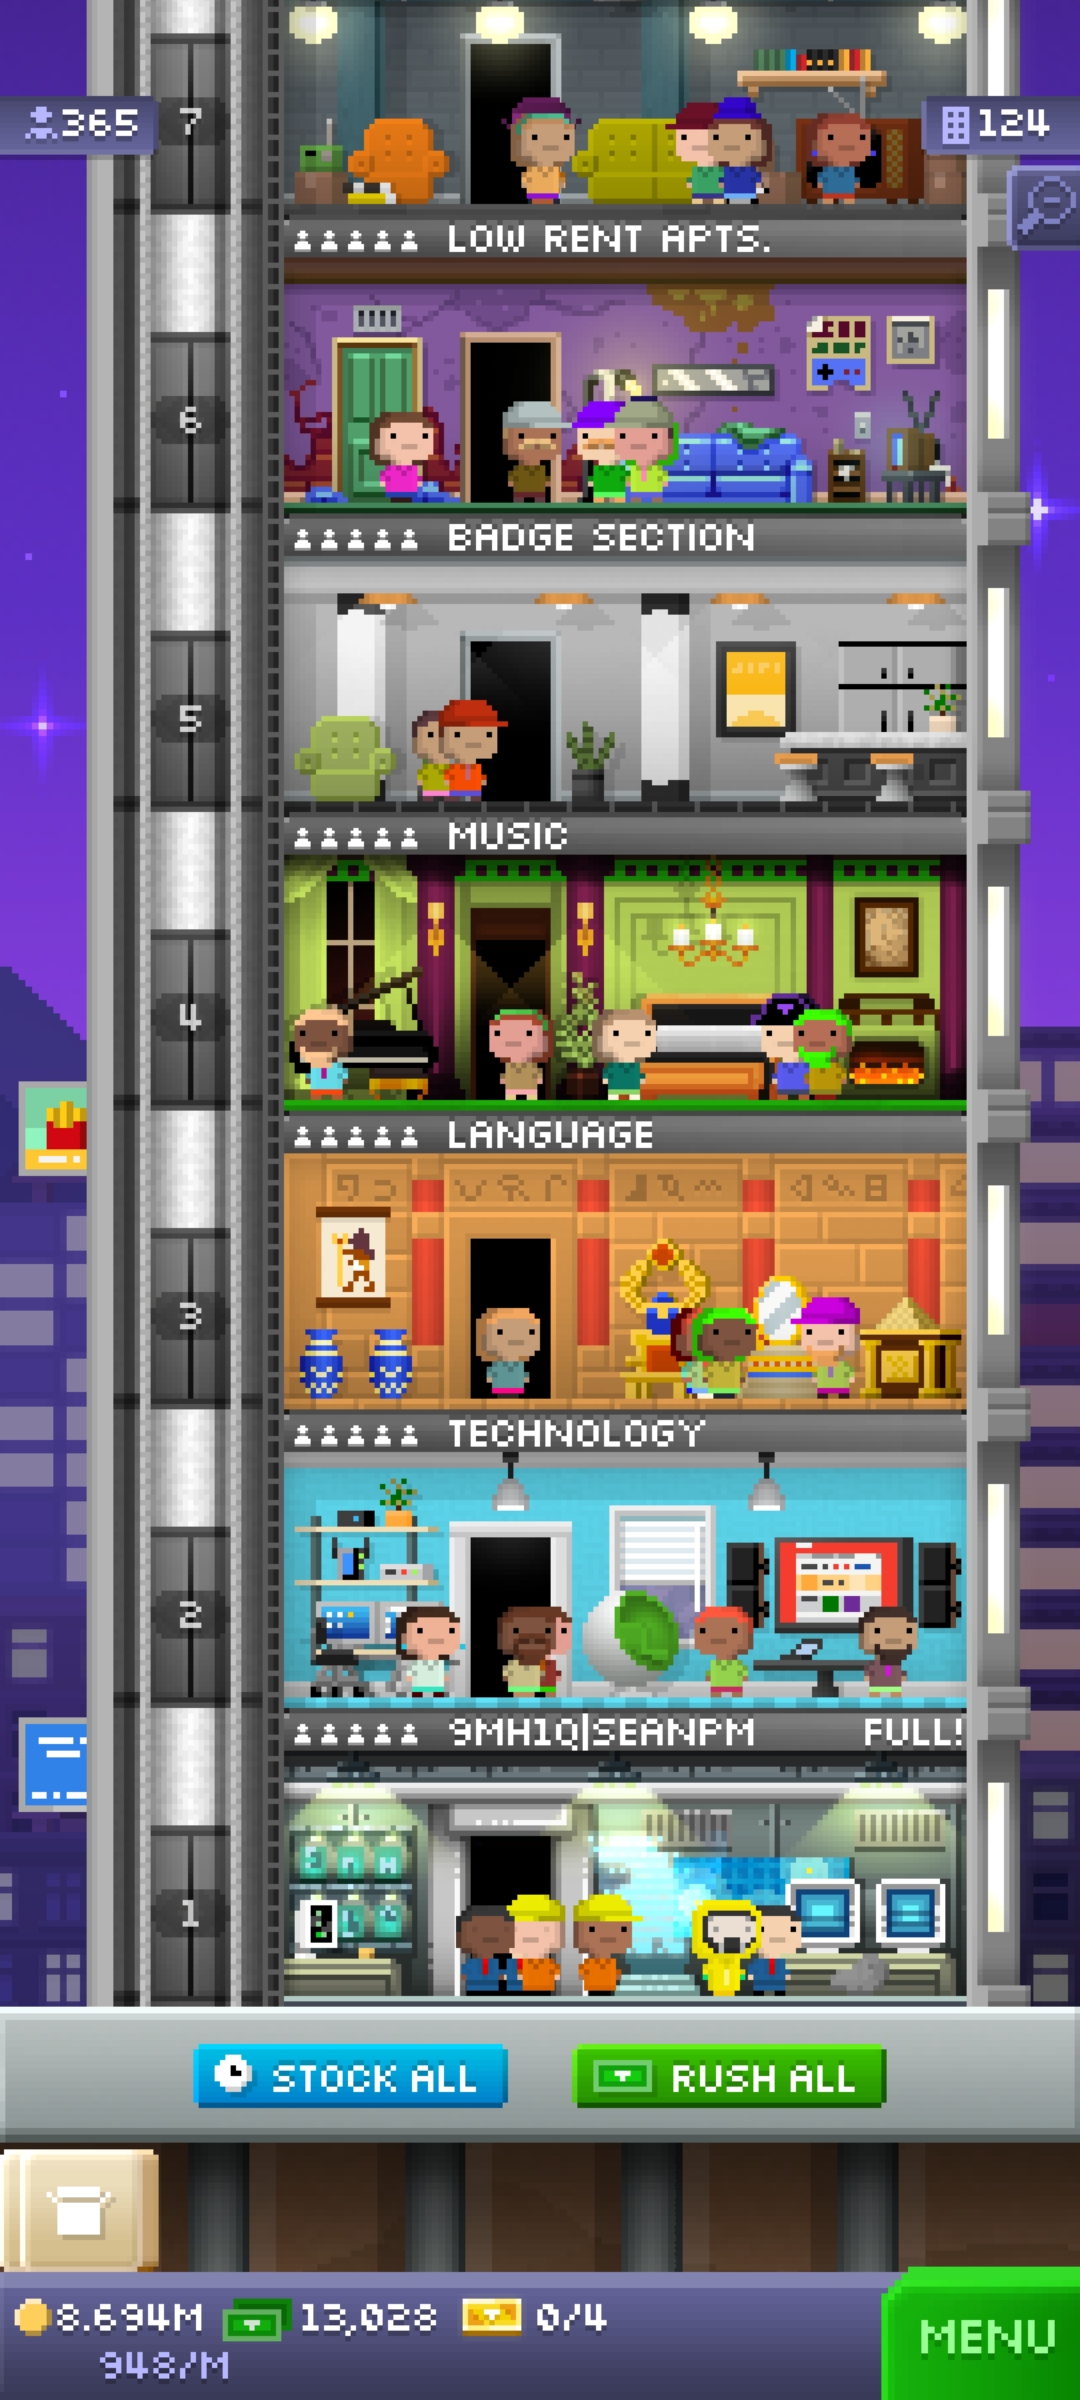 365
7
124
LOW RENT APTS.
6
BADGE SECTION
5
MUSIC
4
LANGUAGE
3
TECHNOLOGY
2
9MH1Q|SEANPM FULL!
1
STOCK ALL
RUSH ALL
8.694M 13,028 0/4
948/M
MENU